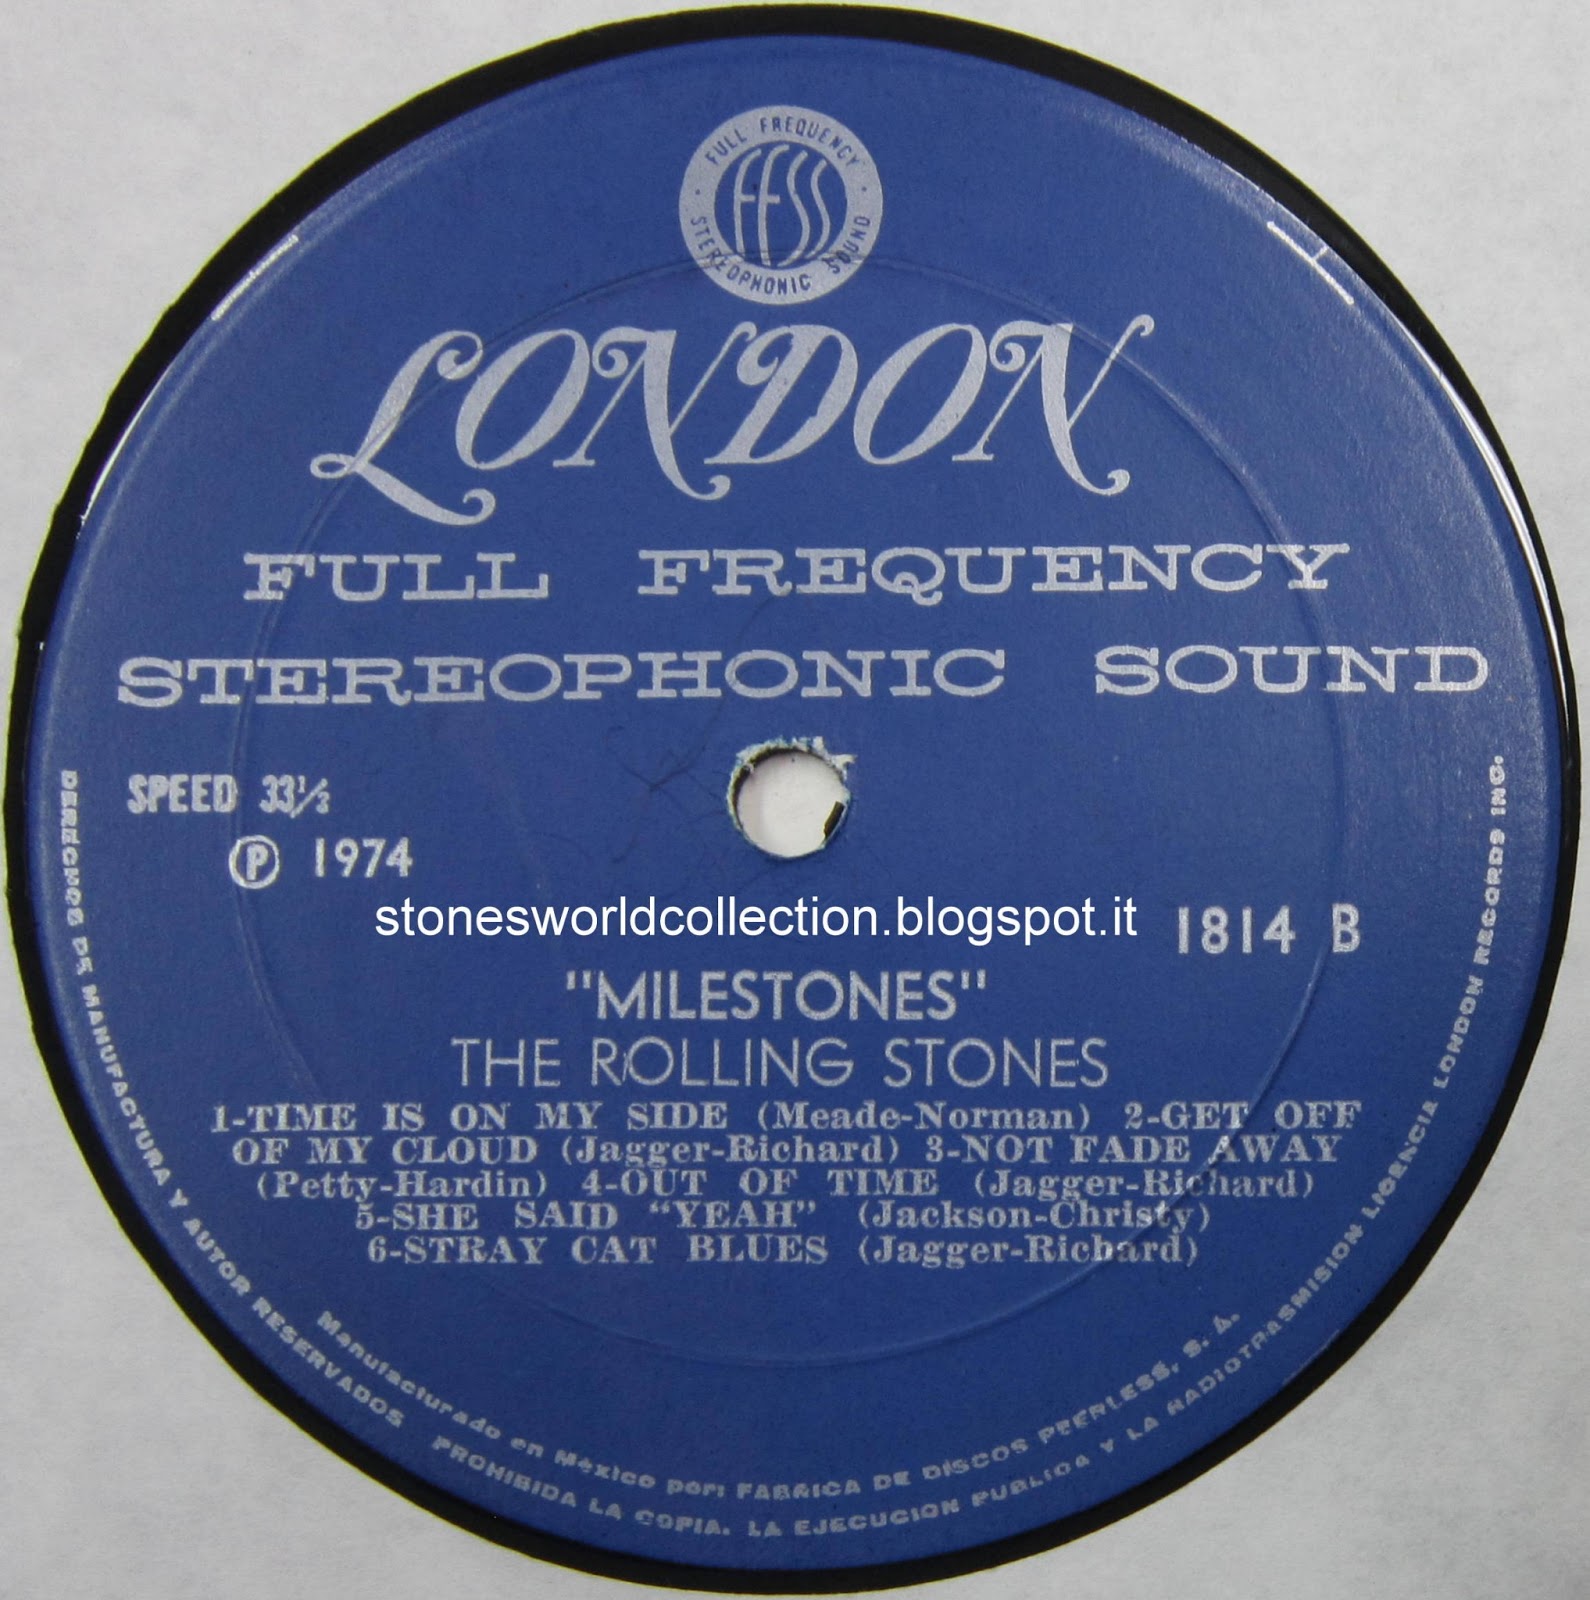 FULL FREQUENCY
FFSS
STEREOPHONIC SOUND
LONDON
FULL FREQUENCY
STEREOPHONIC SOUND
SPEED 33⅓
℗ 1974
stonesworldcollection.blogspot.it
1814 B
"MILESTONES"
THE ROLLING STONES
1-TIME IS ON MY SIDE (Meade-Norman) 2-GET OFF
OF MY CLOUD (Jagger-Richard) 3-NOT FADE AWAY
(Petty-Hardin) 4-OUT OF TIME (Jagger-Richard)
5-SHE SAID "YEAH" (Jackson-Christy)
6-STRAY CAT BLUES (Jagger-Richard)
Manufacturado en México por: FABRICA DE DISCOS PEERLESS, S. A.
DERECHOS DE MANUFACTURA Y AUTOR RESERVADOS PROHIBIDA LA COPIA. LA EJECUCION PUBLICA Y LA RADIOTRASMISION LICENCIA LONDON RECORDS INC.